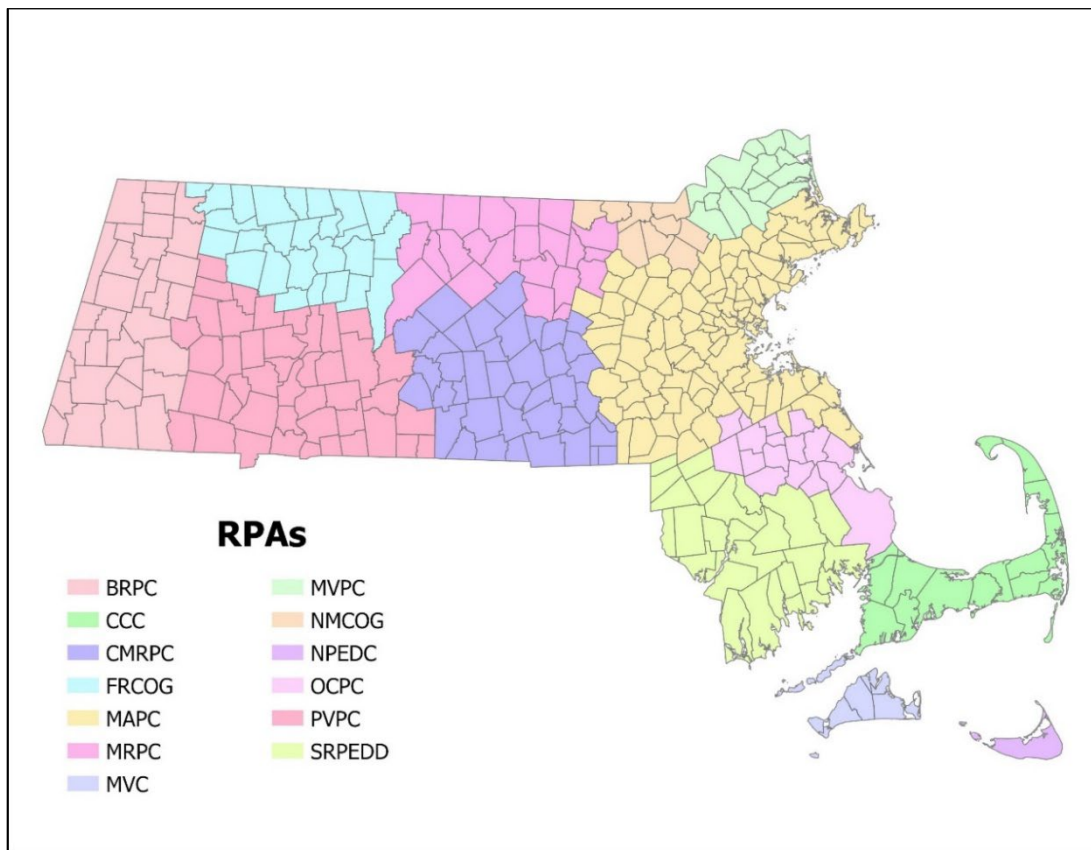 RPAs
BRPC
CCC
CMRPC
FRCOG
MAPC
MRPC
MVC
MVPC
NMCOG
NPEDC
OCPC
PVPC
SRPEDD